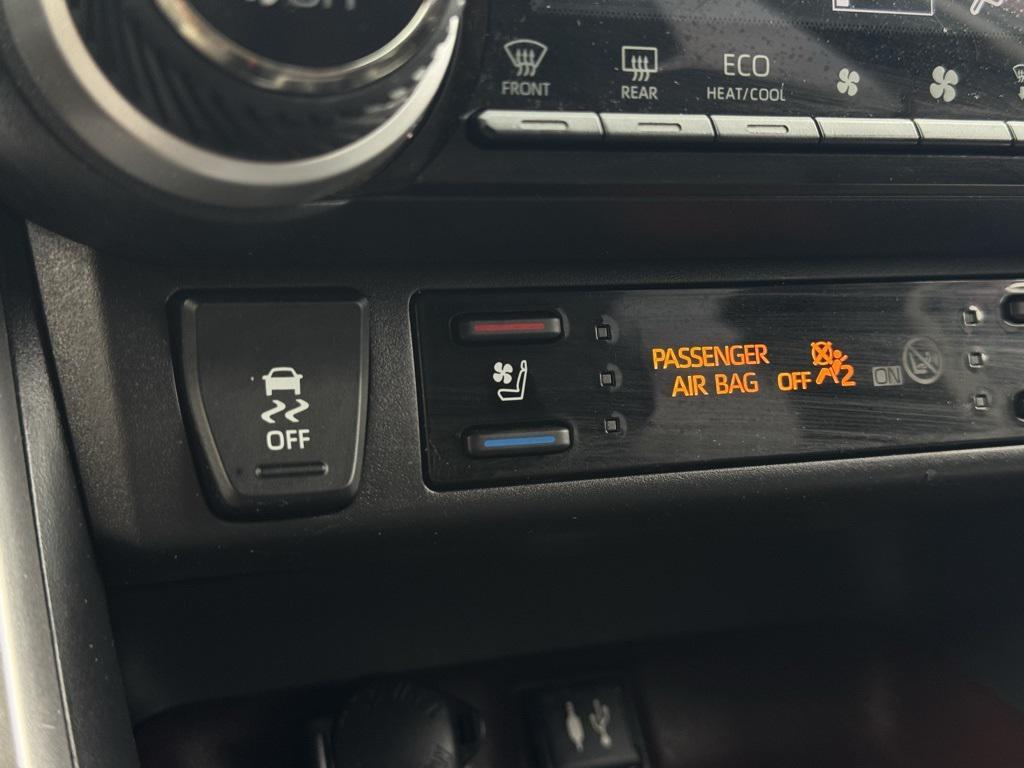 FRONT
REAR
ECO
HEAT/COOL
OFF
PASSENGER
AIR BAG OFF 2 ON